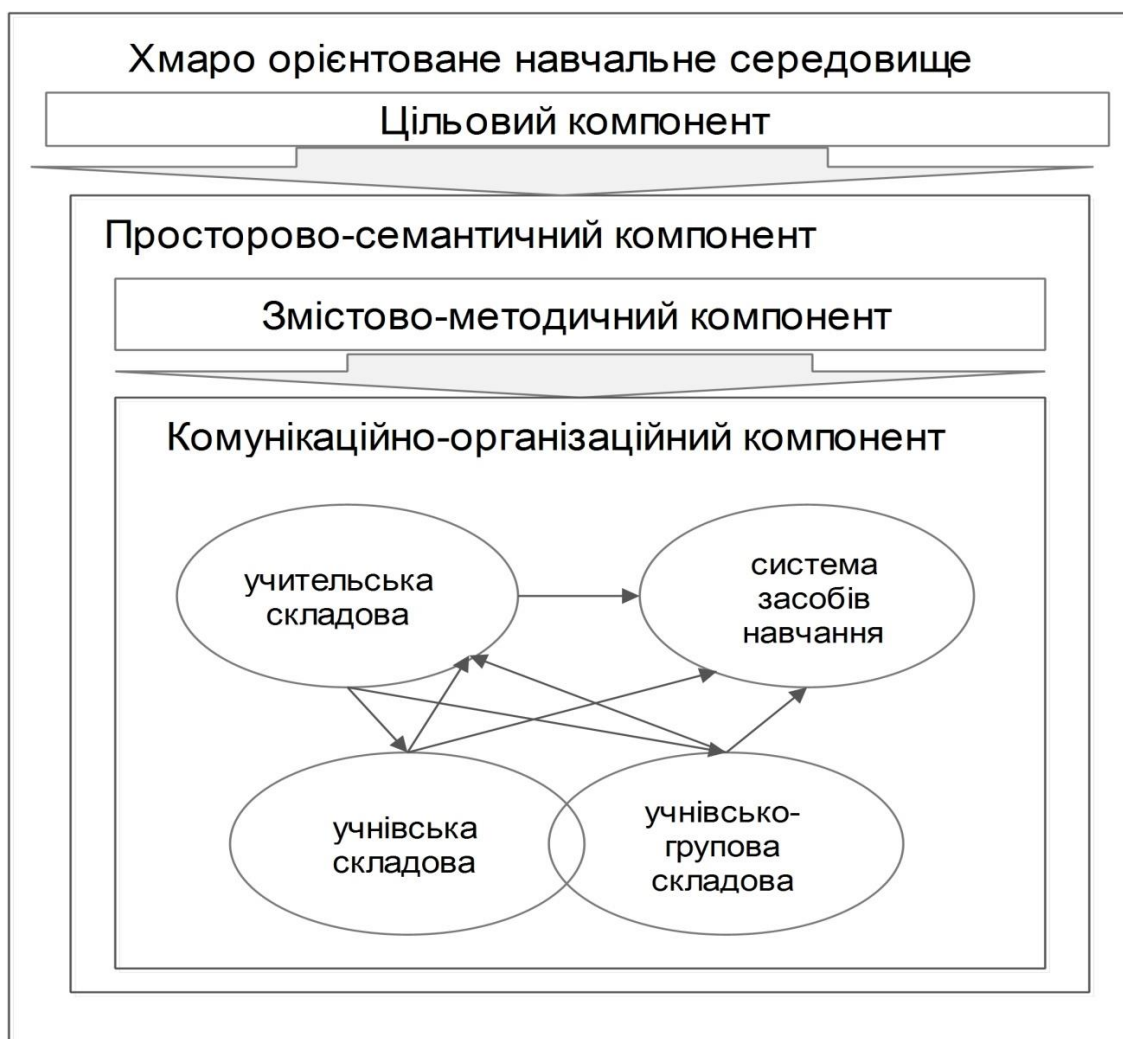 Хмаро орієнтоване навчальне середовище
Цільовий компонент
Просторово-семантичний компонент
Змістово-методичний компонент
Комунікаційно-організаційний компонент
учительська
складова
система
засобів
навчання
учнівська
складова
учнівсько-
групова
складова